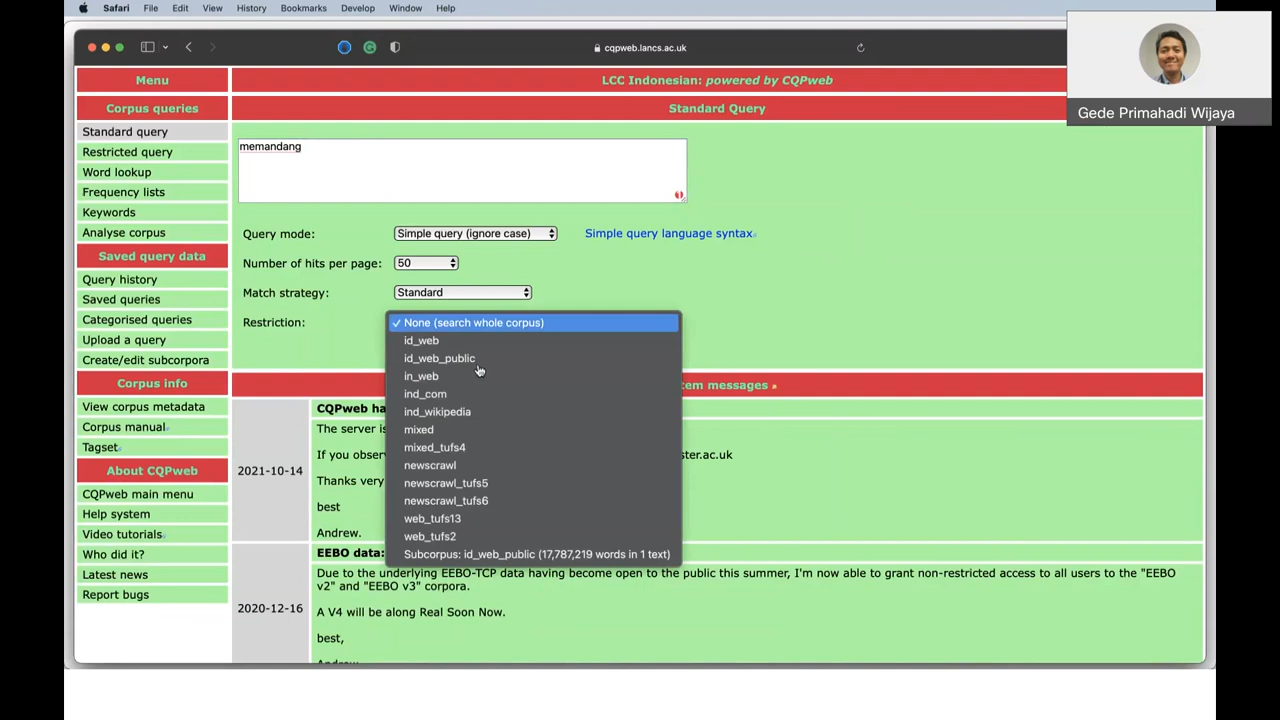 Safari File Edit View History Bookmarks Develop Window Help
cqpweb.lancs.ac.uk
Gede Primahadi Wijaya
Menu
Corpus queries
Standard query
Restricted query
Word lookup
Frequency lists
Keywords
Analyse corpus
Saved query data
Query history
Saved queries
Categorised queries
Upload a query
Create/edit subcorpora
Corpus info
View corpus metadata
Corpus manual
Tagset
About CQPweb
CQPweb main menu
Help system
Video tutorials
Who did it?
Latest news
Report bugs
LCC Indonesian: powered by CQPweb
Standard Query
memandang
Query mode: Simple query (ignore case) Simple query language syntax
Number of hits per page: 50
Match strategy: Standard
Restriction:
✓ None (search whole corpus)
id_web
id_web_public
in_web
ind_com
ind_wikipedia
mixed
mixed_tufs4
newscrawl
newscrawl_tufs5
newscrawl_tufs6
web_tufs13
web_tufs2
Subcorpus: id_web_public (17,787,219 words in 1 text)
em messages
2021-10-14
CQPweb ha
The server is
If you obser ster.ac.uk
Thanks very
best
Andrew.
2020-12-16
EEBO data:
Due to the underlying EEBO-TCP data having become open to the public this summer, I'm now able to grant non-restricted access to all users to the "EEBO
v2" and "EEBO v3" corpora.
A V4 will be along Real Soon Now.
best,
Andrew